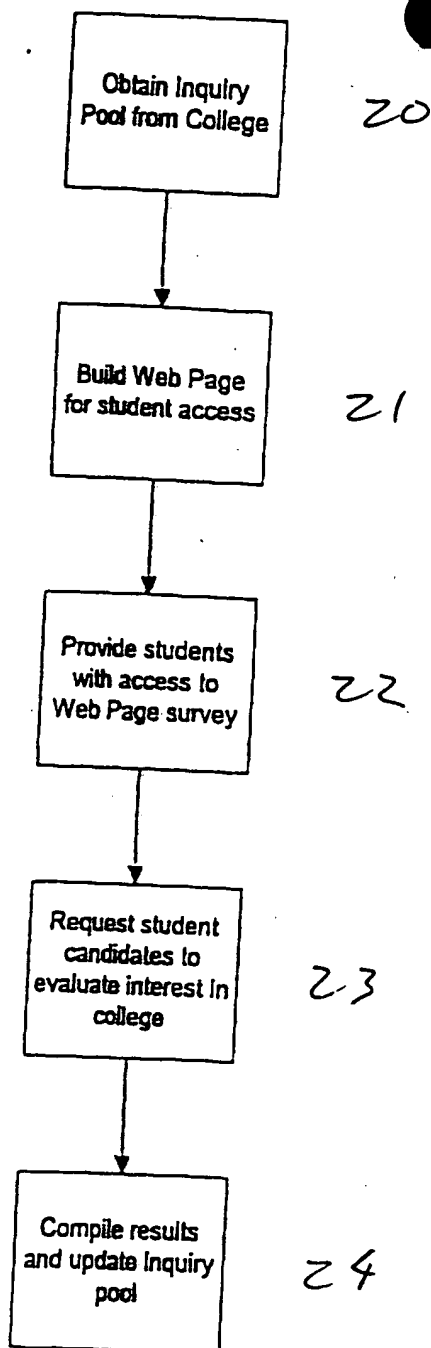 Obtain Inquiry
Pool from College
20
Build Web Page
for student access
21
Provide students
with access to
Web Page survey
22
Request student
candidates to
evaluate interest in
college
23
Compile results
and update Inquiry
pool
24